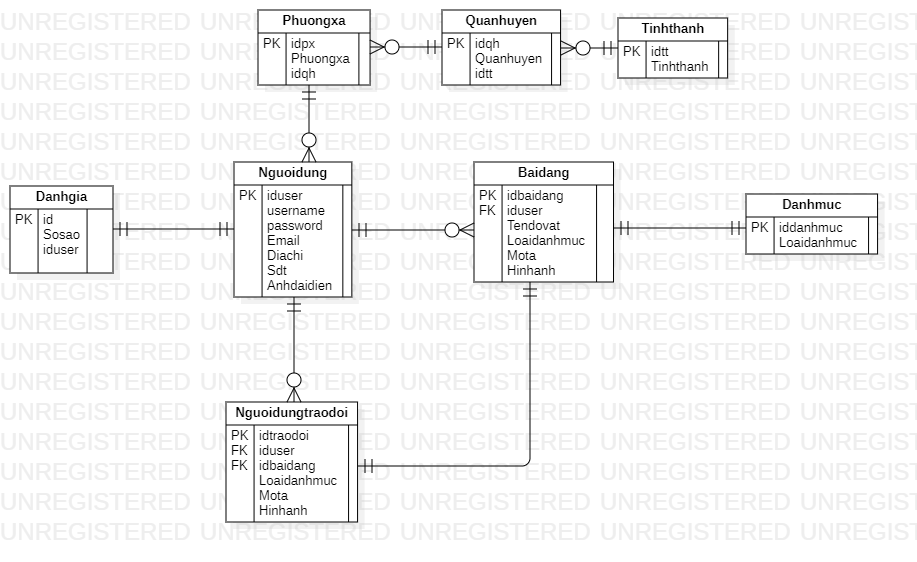 Phuongxa
PK idpx
Phuongxa
idqh
Quanhuyen
PK idqh
Quanhuyen
idtt
Tinhthanh
PK idtt
Tinhthanh
Danhgia
PK id
Sosao
iduser
Nguoidung
PK iduser
username
password
Email
Diachi
Sdt
Anhdaidien
Baidang
PK idbaidang
FK iduser
Tendovat
Loaidanhmuc
Mota
Hinhanh
Danhmuc
PK iddanhmuc
Loaidanhmuc
Nguoidungtraodoi
PK idtraodoi
FK iduser
FK idbaidang
Loaidanhmuc
Mota
Hinhanh
UNREGISTERED